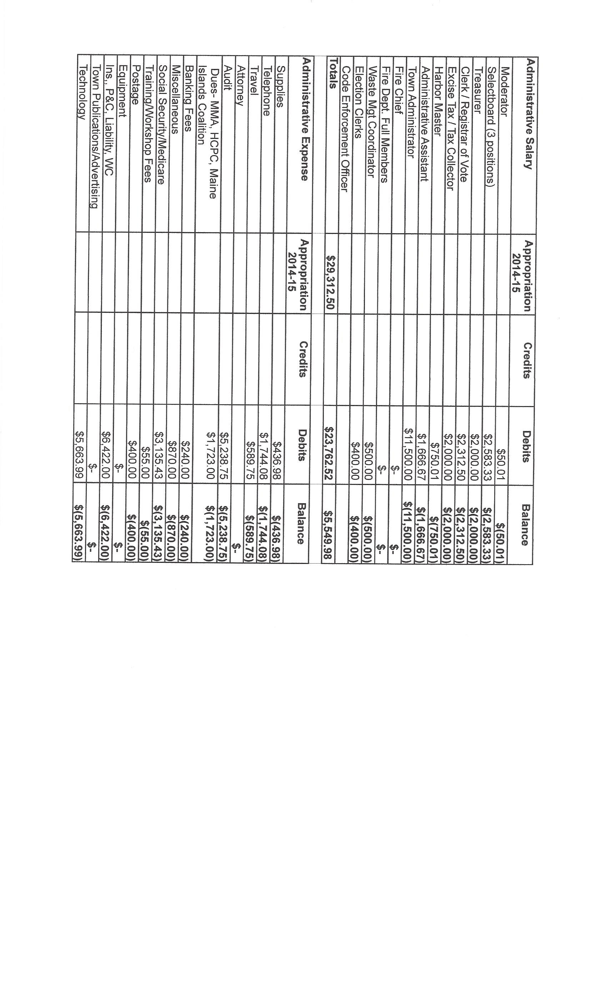 Administrative Salary Appropriation 2014-15 Credits Debits Balance
Moderator $50.01 $(50.01)
Selectboard (3 positions) $2,583.33 $(2,583.33)
Treasurer $2,000.00 $(2,000.00)
Clerk / Registrar of Vote $2,312.50 $(2,312.50)
Excise Tax / Tax Collector $2,000.00 $(2,000.00)
Harbor Master $750.01 $(750.01)
Administrative Assistant $1,666.67 $(1,666.67)
Town Administrator $11,500.00 $(11,500.00)
Fire Chief $- $-
Fire Dept. Full Members $- $-
Waste Mgt Coordinator $500.00 $(500.00)
Election Clerks $400.00 $(400.00)
Code Enforcement Officer
Totals $29,312.50 $23,762.52 $5,549.98
Administrative Expense Appropriation 2014-15 Credits Debits Balance
Supplies $436.98 $(436.98)
Telephone $1,744.08 $(1,744.08)
Travel $589.75 $(589.75)
Attorney $-
Audit $5,238.75 $(5,238.75)
Dues- MMA, HCPC, Maine
Islands Coalition $1,723.00 $(1,723.00)
Banking Fees $240.00 $(240.00)
Miscellaneous $870.00 $(870.00)
Social Security/Medicare $3,135.43 $(3,135.43)
Training/Workshop Fees $55.00 $(55.00)
Postage $400.00 $(400.00)
Equipment $- $-
Ins,, P&C, Liability, WC $6,422.00 $(6,422.00)
Town Publications/Advertising $- $-
Technology $5,663.99 $(5,663.99)